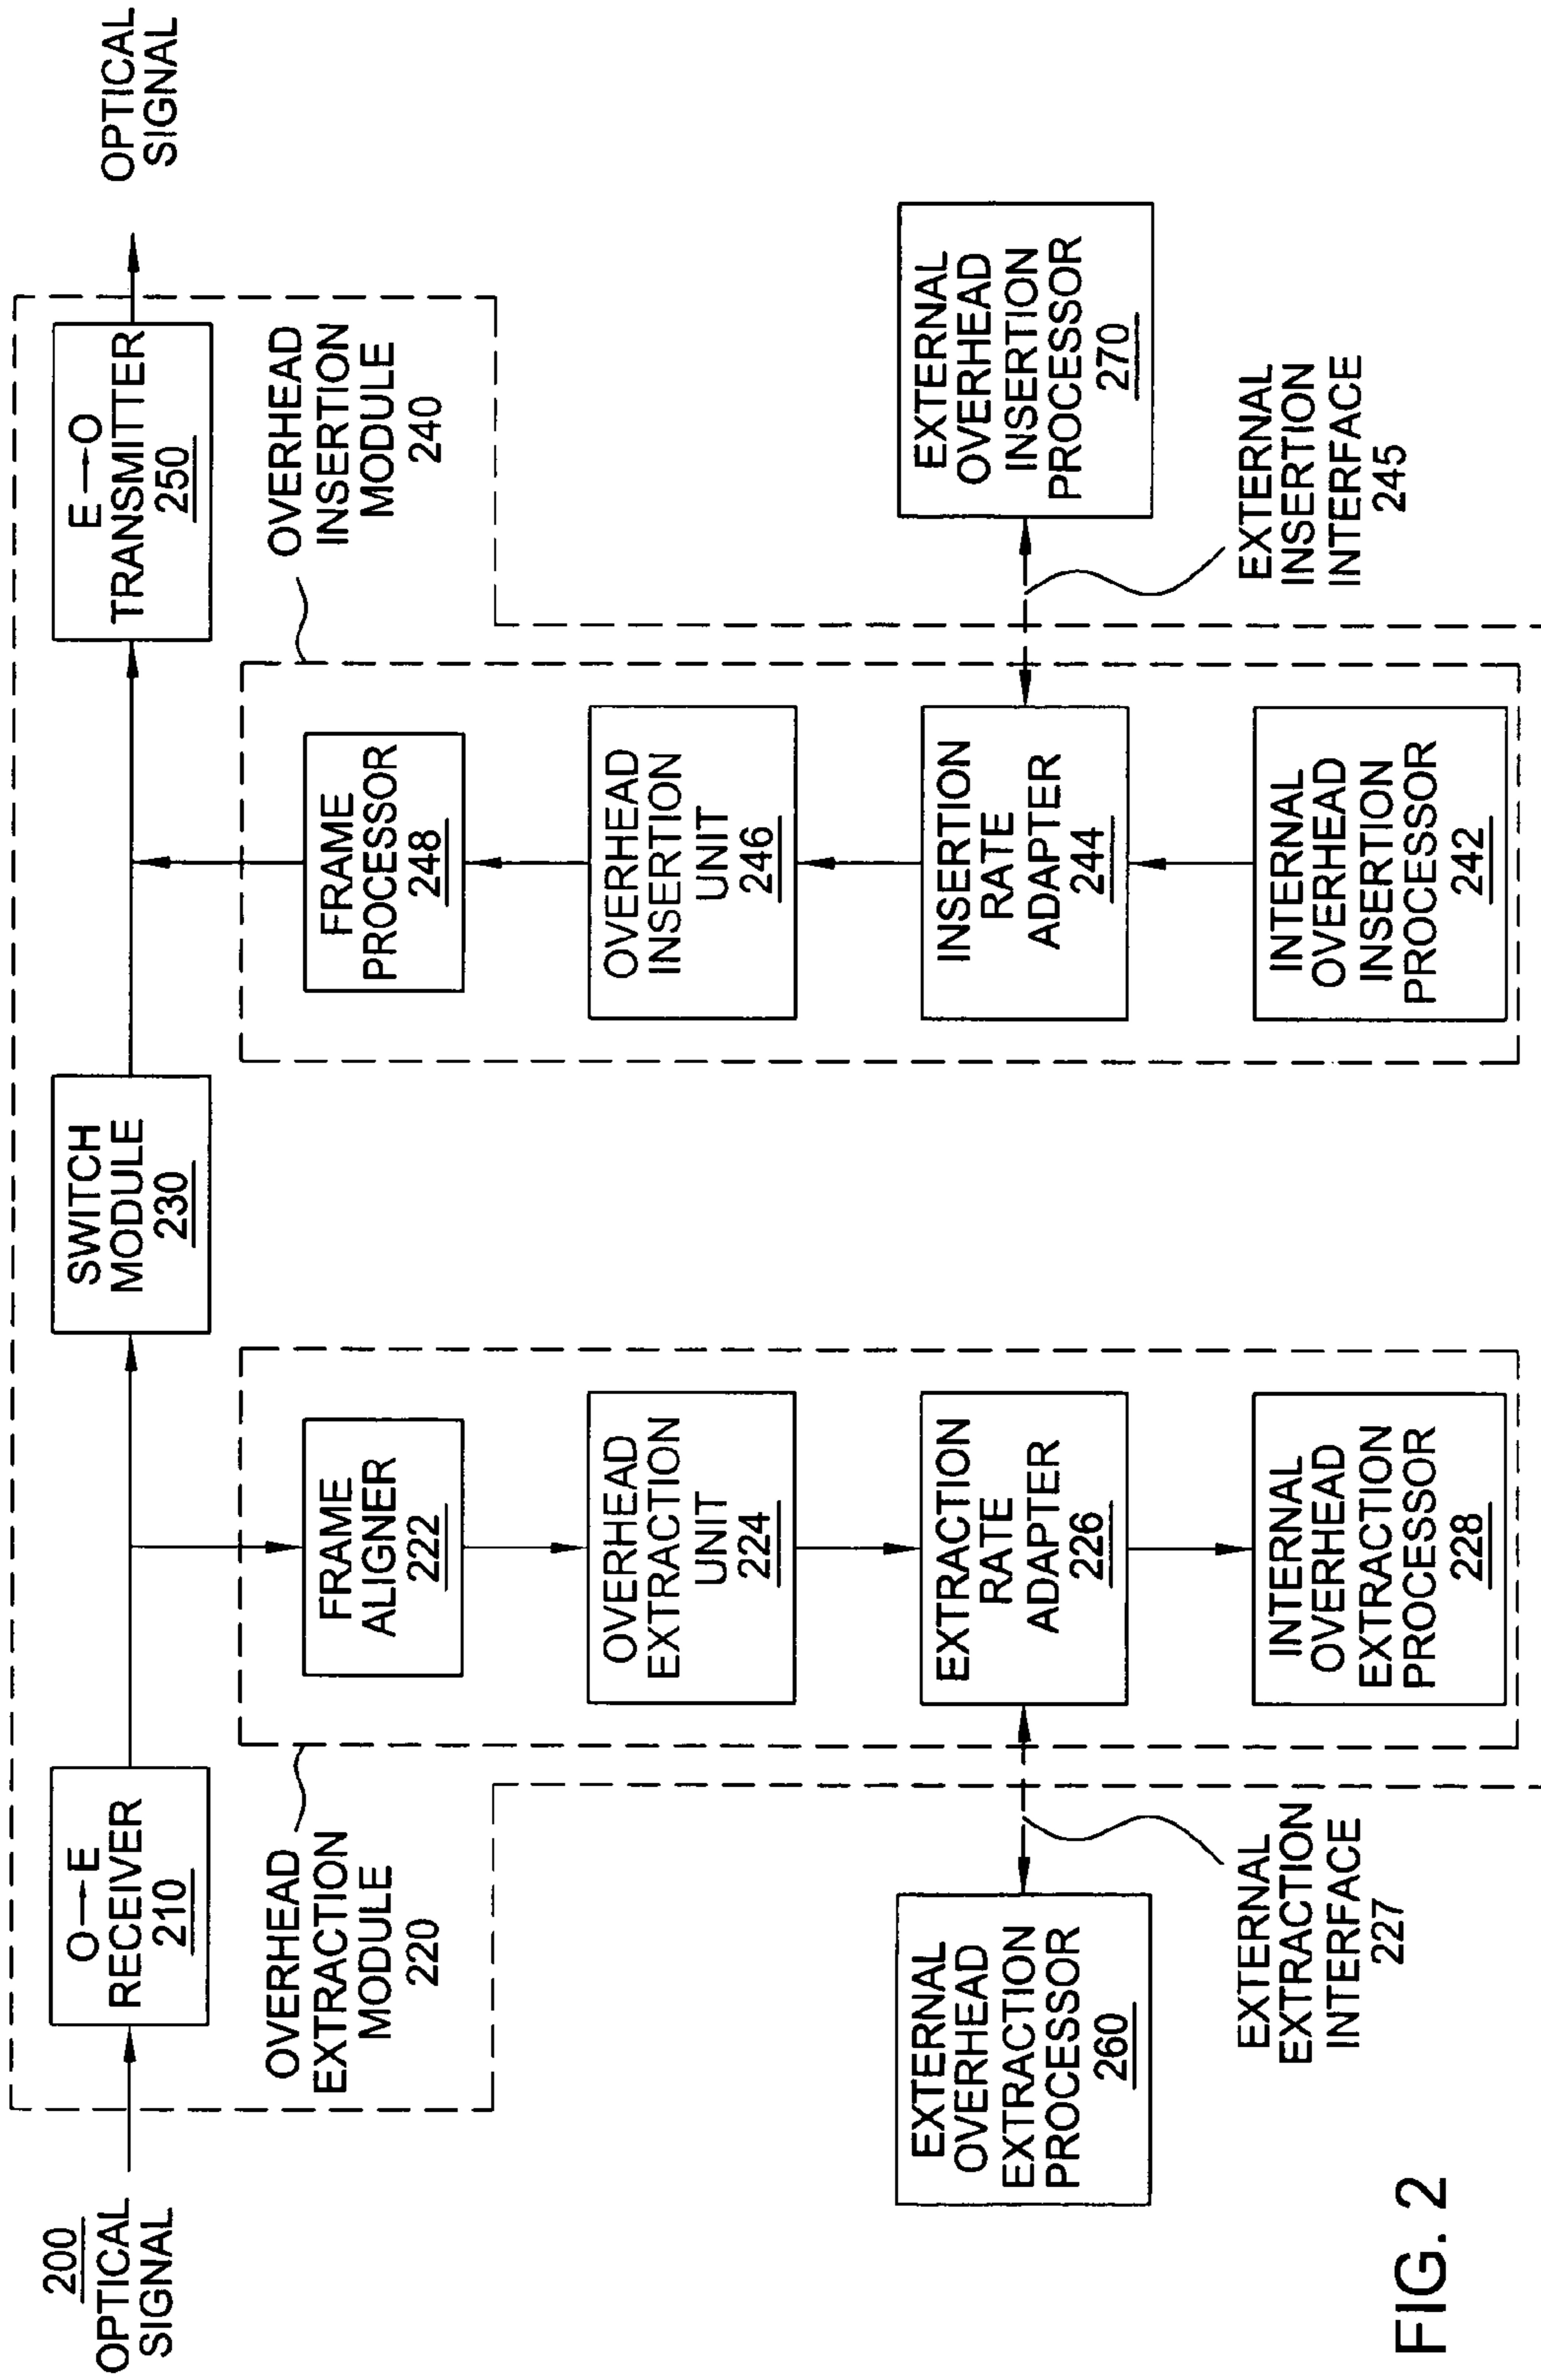 200
OPTICAL
SIGNAL
O→E
RECEIVER
210
SWITCH
MODULE
230
E→O
TRANSMITTER
250
OPTICAL
SIGNAL
OVERHEAD
EXTRACTION
MODULE
220
FRAME
ALIGNER
222
OVERHEAD
EXTRACTION
UNIT
224
EXTRACTION
RATE
ADAPTER
226
INTERNAL
OVERHEAD
EXTRACTION
PROCESSOR
228
EXTERNAL
OVERHEAD
EXTRACTION
PROCESSOR
260
EXTERNAL
EXTRACTION
INTERFACE
227
OVERHEAD
INSERTION
MODULE
240
FRAME
PROCESSOR
248
OVERHEAD
INSERTION
UNIT
246
INSERTION
RATE
ADAPTER
244
INTERNAL
OVERHEAD
INSERTION
PROCESSOR
242
EXTERNAL
OVERHEAD
INSERTION
PROCESSOR
270
EXTERNAL
INSERTION
INTERFACE
245
FIG. 2